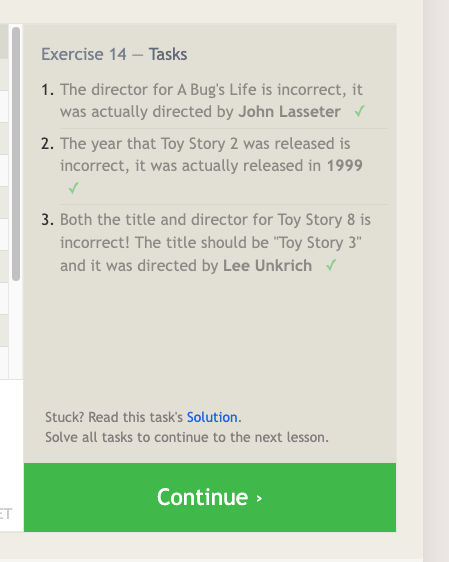 Exercise 14 — Tasks
1. The director for A Bug's Life is incorrect, it
was actually directed by John Lasseter ✓
2. The year that Toy Story 2 was released is
incorrect, it was actually released in 1999
✓
3. Both the title and director for Toy Story 8 is
incorrect! The title should be "Toy Story 3"
and it was directed by Lee Unkrich ✓
Stuck? Read this task's Solution.
Solve all tasks to continue to the next lesson.
ET
Continue ›